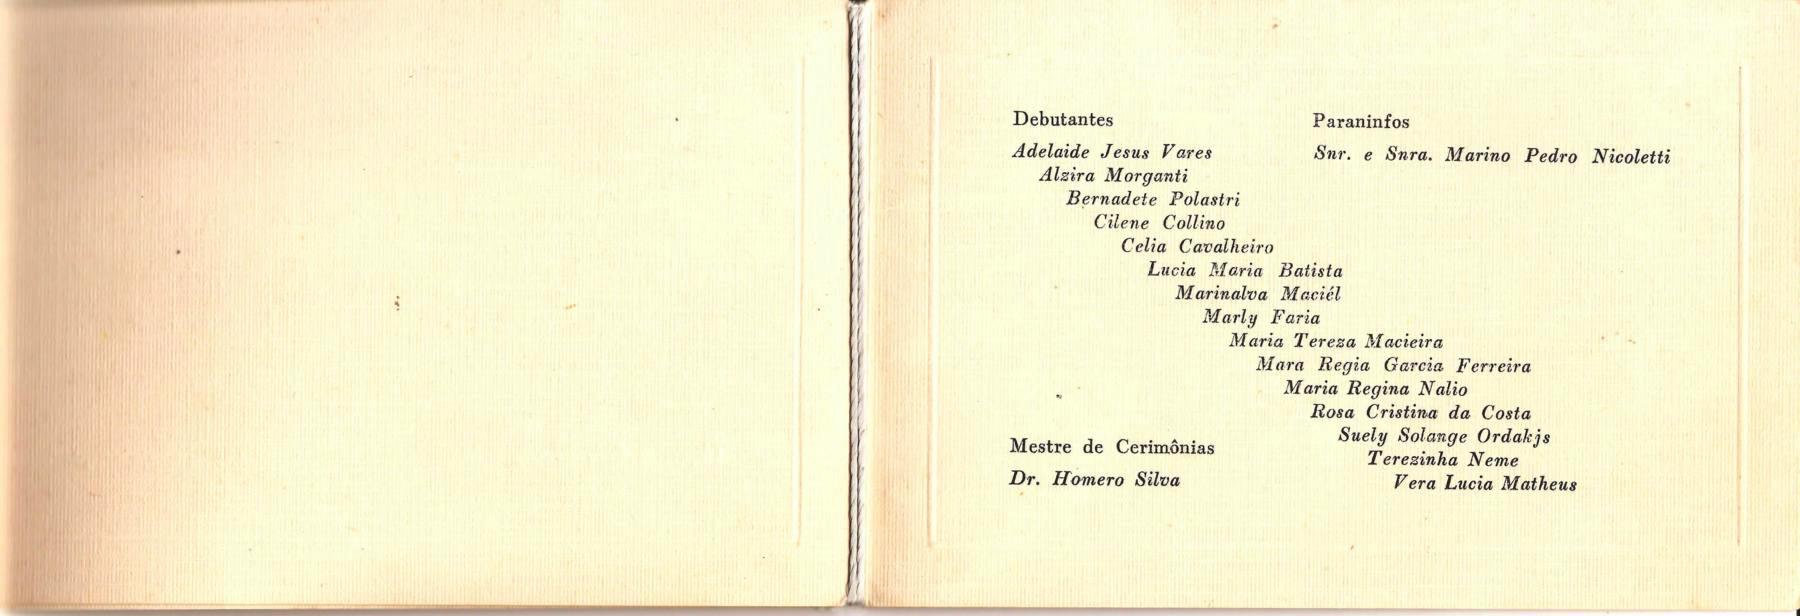 Debutantes
Adelaide Jesus Vares
Alzira Morganti
Bernadete Polastri
Cilene Collino
Celia Cavalheiro
Lucia Maria Batista
Marinalva Maciél
Marly Faria
Maria Tereza Macieira
Mara Regia Garcia Ferreira
Maria Regina Nalio
Rosa Cristina da Costa
Suely Solange Ordakjs
Terezinha Neme
Vera Lucia Matheus
Paraninfos
Snr. e Snra. Marino Pedro Nicoletti
Mestre de Cerimônias
Dr. Homero Silva